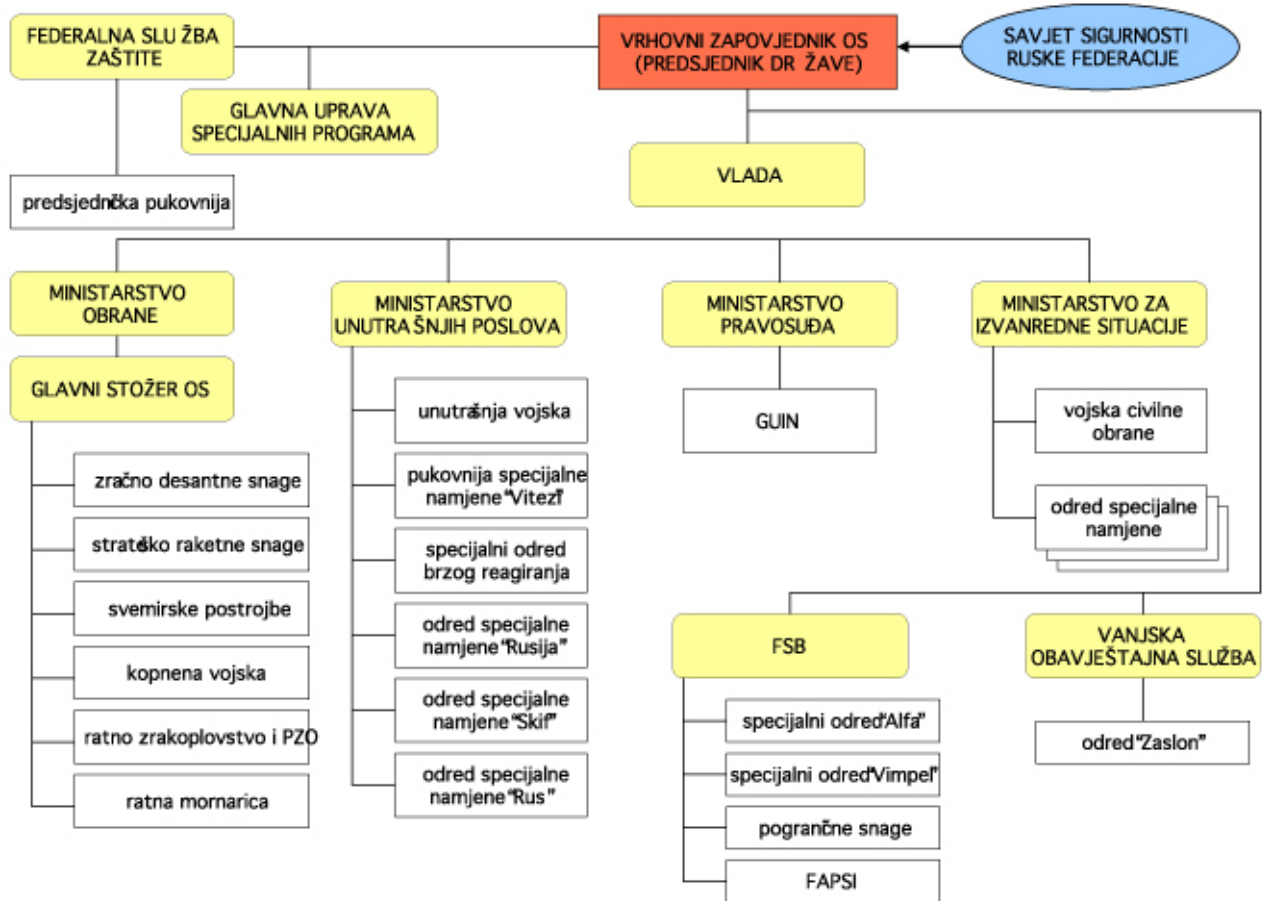 FEDERALNA SLU ŽBA
ZAŠTITE
VRHOVNI ZAPOVJEDNIK OS
(PREDSJEDNIK DR ŽAVE)
SAVJET SIGURNOSTI
RUSKE FEDERACIJE
GLAVNA UPRAVA
SPECIJALNIH PROGRAMA
VLADA
predsjednčka pukovnija
MINISTARSTVO
OBRANE
MINISTARSTVO
UNUTRA ŠNJIH POSLOVA
MINISTARSTVO
PRAVOSUĐA
MINISTARSTVO ZA
IZVANREDNE SITUACIJE
GLAVNI STOŽER OS
zračno desantne snage
strateško raketne snage
svemirske postrojbe
kopnena vojska
ratno zrakoplovstvo i PZO
ratna mornarica
unutrašnja vojska
pukovnija specijalne
namjene "Vitezi"
specijalni odred
brzog reagiranja
odred specijalne
namjene "Rusija"
odred specijalne
namjene "Skif"
odred specijalne
namjene "Rus"
GUIN
vojska civilne
obrane
odred specijalne
namjene
FSB
specijalni odred "Alfa"
specijalni odred "Vimpel"
pogrančne snage
FAPSI
VANJSKA
OBAVJEŠTAJNA SLUŽBA
odred "Zaslon"